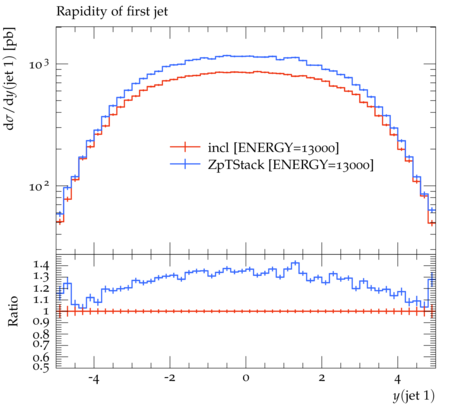 Rapidity of first jet
dσ/dy(jet 1) [pb]
10³
10²
incl [ENERGY=13000]
ZpTStack [ENERGY=13000]
Ratio
1.4
1.3
1.2
1.1
1
0.9
0.8
0.7
0.6
0.5
-4 -2 0 2 4
y(jet 1)